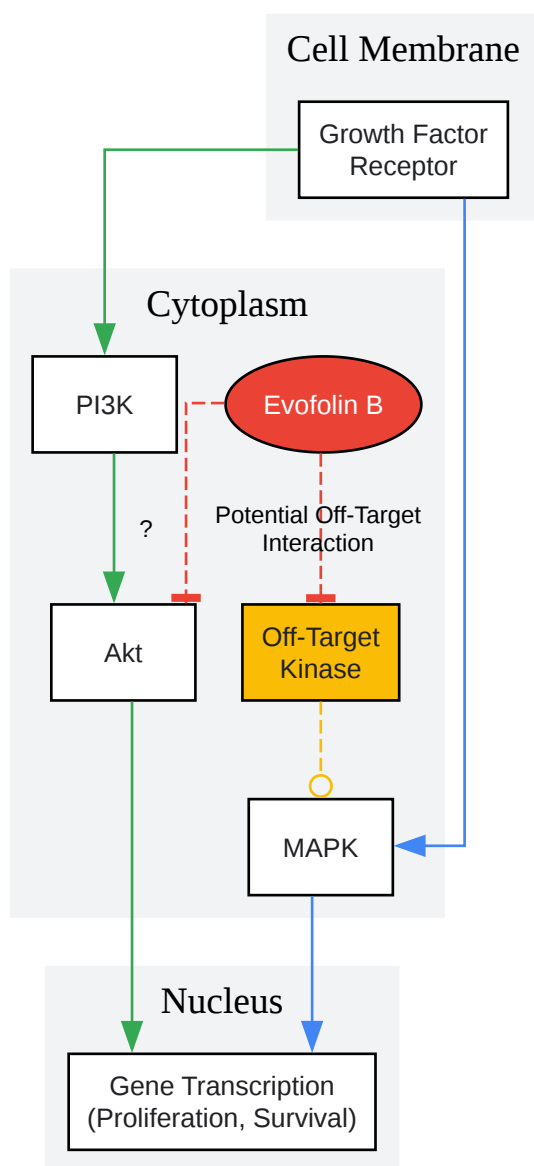 Cell Membrane
Growth Factor
Receptor
Cytoplasm
PI3K
Evofolin B
?
Potential Off-Target
Interaction
Akt
Off-Target
Kinase
MAPK
Nucleus
Gene Transcription
(Proliferation, Survival)